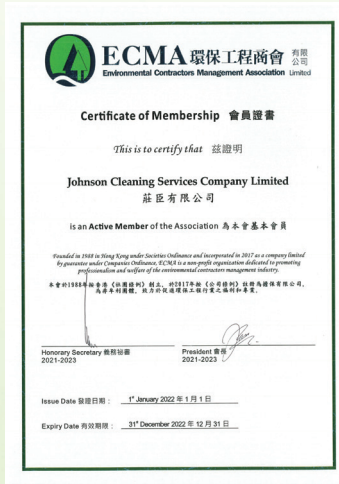 ECMA 環保工程商會 有限公司
Environmental Contractors Management Association Limited
Certificate of Membership 會員證書
This is to certify that 茲證明
Johnson Cleaning Services Company Limited
莊臣有限公司
is an Active Member of the Association 為本會基本會員
Founded in 1988 in Hong Kong under Societies Ordinance and incorporated in 2017 as a company limited
by guarantee under Companies Ordinance, ECMA is a non-profit organization dedicated to promoting
professionalism and welfare of the environmental contractors management industry.
本會於1988年按香港《社團條例》創立，於2017年按《公司條例》註冊為擔保有限公司，
為非牟利團體，致力於促進環保工程行業之福利和專業。
Honorary Secretary 義務秘書
2021-2023
President 會長
2021-2023
Issue Date 發證日期： 1st January 2022 年 1 月 1 日
Expiry Date 有效期限： 31st December 2022 年 12 月 31 日